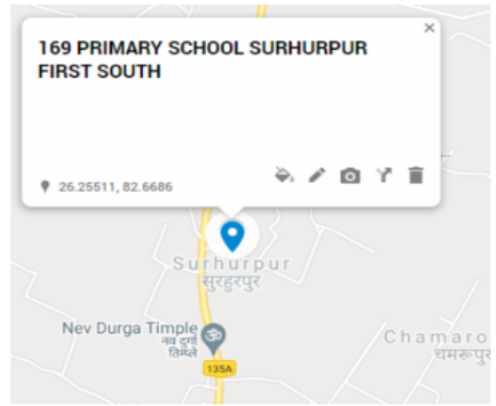 169 PRIMARY SCHOOL SURHURPUR
FIRST SOUTH
26.25511, 82.6686
Surhurpur
सुरहुरपुर
Nev Durga Timple
नव दुर्गा
तिम्प्ले
135A
Chamaro
चमरूपुर